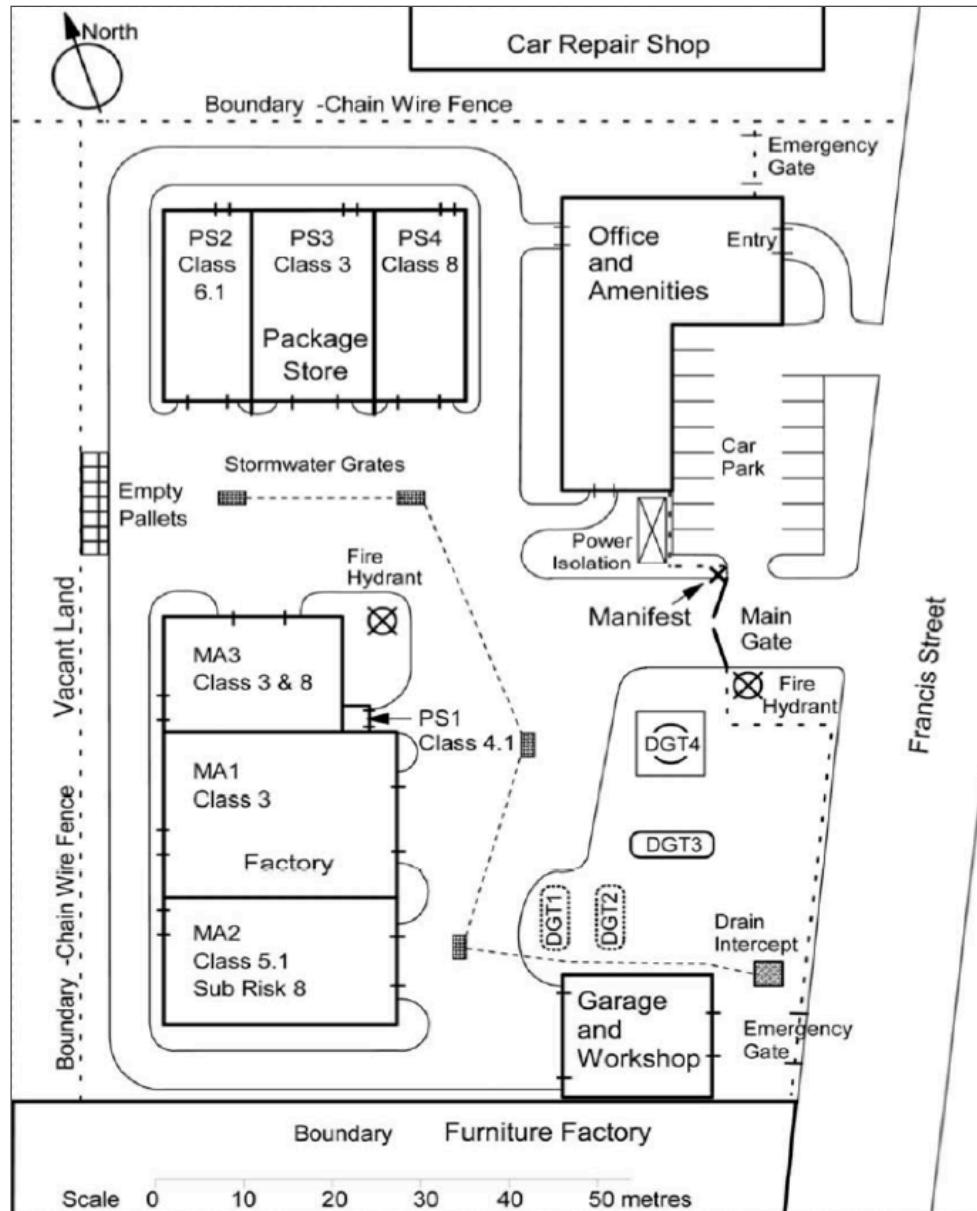 North
Car Repair Shop
Boundary -Chain Wire Fence
Emergency
Gate
PS2
Class
6.1
PS3
Class 3
PS4
Class 8
Package
Store
Office
and
Amenities
Entry
Stormwater Grates
Empty
Pallets
Car
Park
Power
Isolation
Fire
Hydrant
Manifest
Main
Gate
Vacant Land
MA3
Class 3 & 8
PS1
Class 4.1
Fire
Hydrant
Francis Street
DGT4
MA1
Class 3
Factory
DGT3
DGT1
DGT2
Boundary -Chain Wire Fence
MA2
Class 5.1
Sub Risk 8
Drain
Intercept
Garage
and
Workshop
Emergency
Gate
Boundary
Furniture Factory
Scale 0 10 20 30 40 50 metres